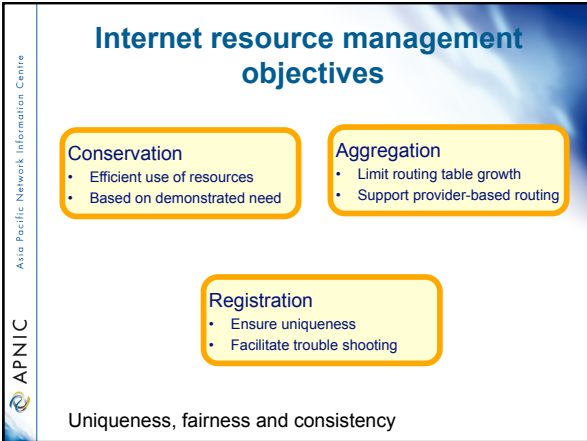 Internet resource management
objectives
Conservation
• Efficient use of resources
• Based on demonstrated need
Aggregation
• Limit routing table growth
• Support provider-based routing
Registration
• Ensure uniqueness
• Facilitate trouble shooting
Uniqueness, fairness and consistency
Asia Pacific Network Information Centre
APNIC